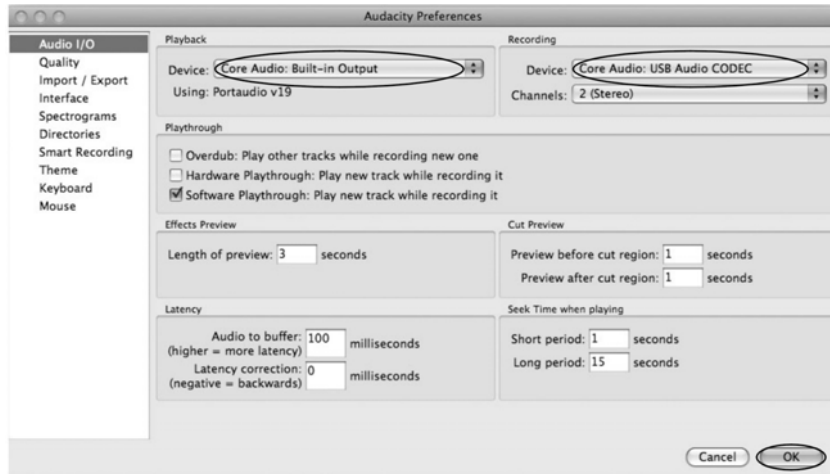 Audacity Preferences
Audio I/O
Quality
Import / Export
Interface
Spectrograms
Directories
Smart Recording
Theme
Keyboard
Mouse
Playback
Device: Core Audio: Built-in Output
Using: Portaudio v19
Recording
Device: Core Audio: USB Audio CODEC
Channels: 2 (Stereo)
Playthrough
Overdub: Play other tracks while recording new one
Hardware Playthrough: Play new track while recording it
Software Playthrough: Play new track while recording it
Effects Preview
Length of preview: 3 seconds
Cut Preview
Preview before cut region: 1 seconds
Preview after cut region: 1 seconds
Latency
Audio to buffer: 100 milliseconds
(higher = more latency)
Latency correction: 0 milliseconds
(negative = backwards)
Seek Time when playing
Short period: 1 seconds
Long period: 15 seconds
Cancel
OK